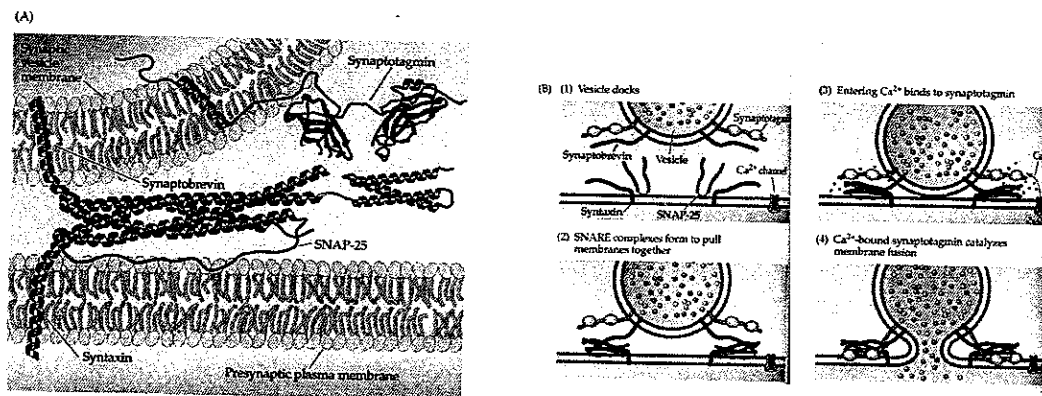 (A)
Synaptic
vesicle
membrane
Synaptotagmin
Synaptobrevin
SNAP-25
Syntaxin
Presynaptic plasma membrane
(B) (1) Vesicle docks
Synaptotagmin
Synaptobrevin
Vesicle
Ca²⁺ channel
Syntaxin
SNAP-25
(2) SNARE complexes form to pull
membranes together
(3) Entering Ca²⁺ binds to synaptotagmin
Ca
(4) Ca²⁺-bound synaptotagmin catalyzes
membrane fusion